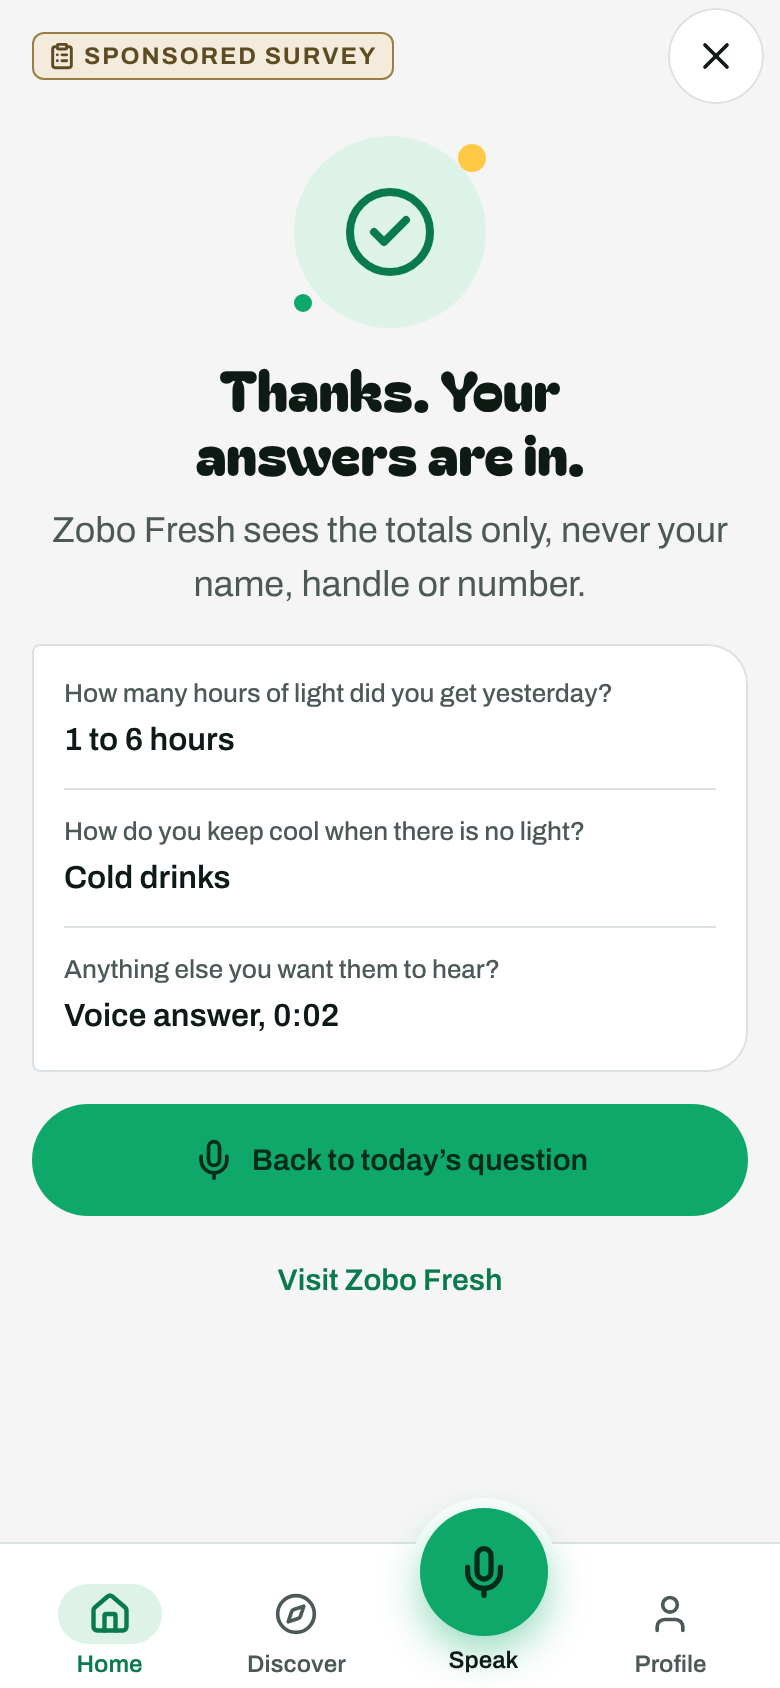 SPONSORED SURVEY
Thanks. Your
answers are in.
Zobo Fresh sees the totals only, never your
name, handle or number.
How many hours of light did you get yesterday?
1 to 6 hours
How do you keep cool when there is no light?
Cold drinks
Anything else you want them to hear?
Voice answer, 0:02
Back to today’s question
Visit Zobo Fresh
Home
Discover
Speak
Profile